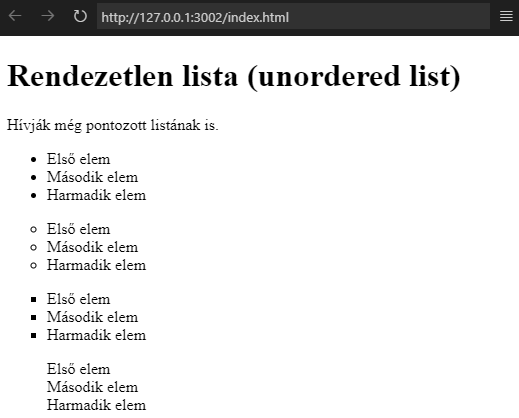 http://127.0.0.1:3002/index.html
Rendezetlen lista (unordered list)
Hívják még pontozott listának is.
Első elem
Második elem
Harmadik elem
Első elem
Második elem
Harmadik elem
Első elem
Második elem
Harmadik elem
Első elem
Második elem
Harmadik elem